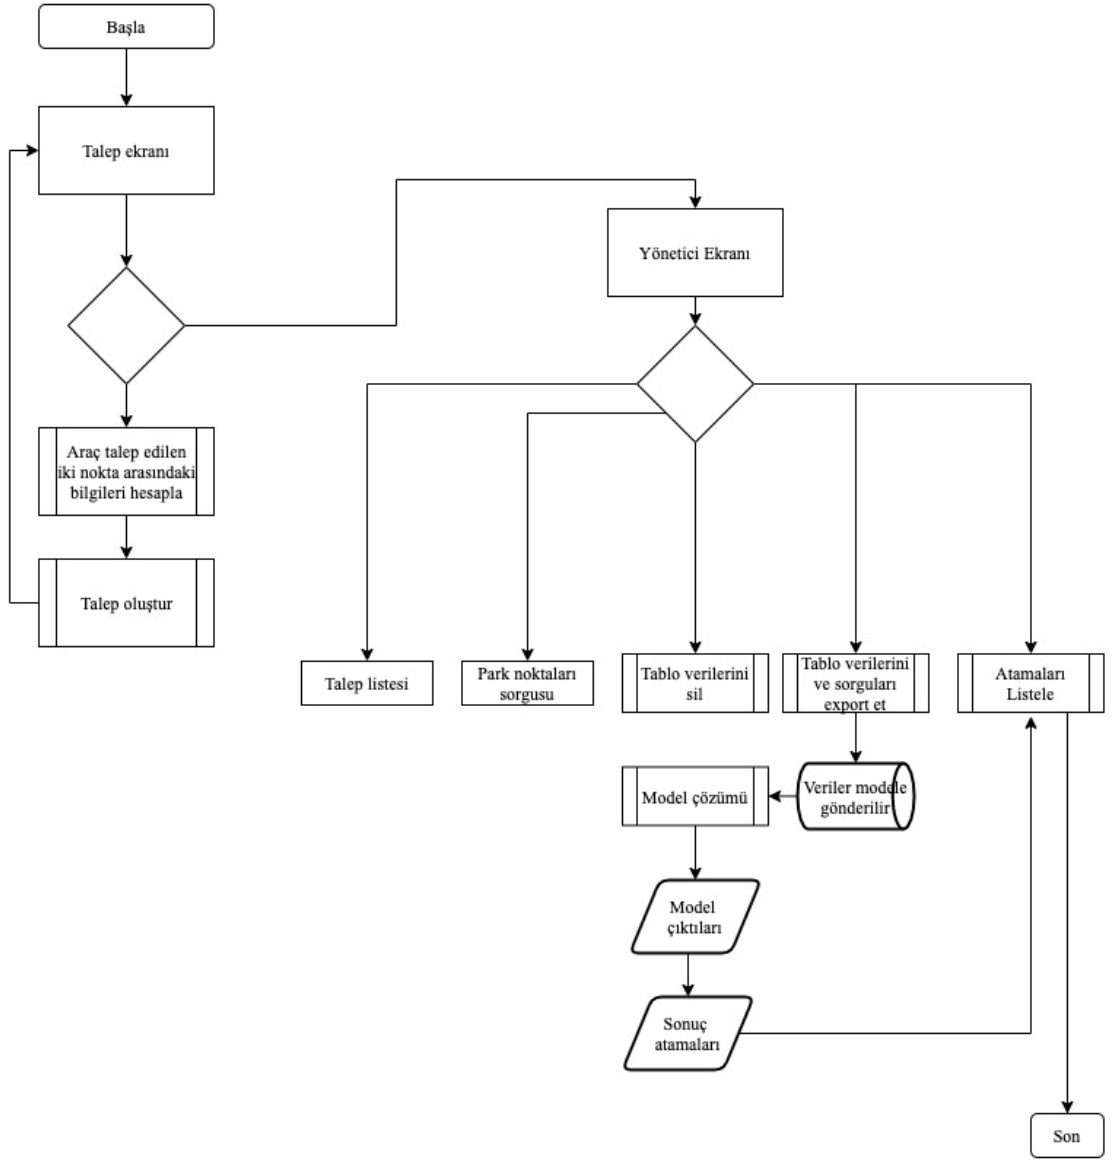 Başla
Talep ekranı
Yönetici Ekranı
Araç talep edilen
iki nokta arasındaki
bilgileri hesapla
Talep oluştur
Talep listesi
Park noktaları
sorgusu
Tablo verilerini
sil
Tablo verilerini
ve sorguları
export et
Atamaları
Listele
Veriler modele
gönderilir
Model çözümü
Model
çıktıları
Sonuç
atamaları
Son